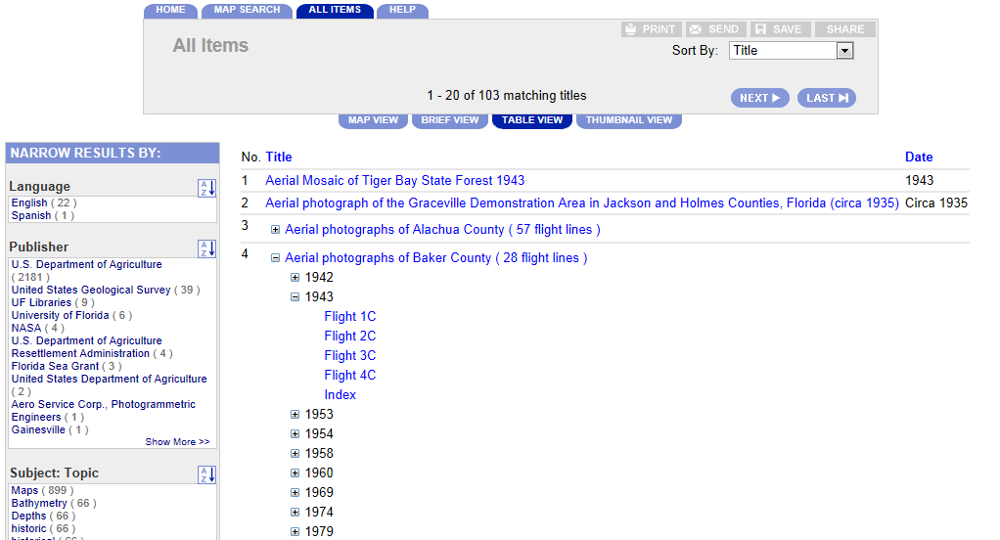 HOME MAP SEARCH ALL ITEMS HELP
All Items
PRINT SEND SAVE SHARE
Sort By: Title
1 - 20 of 103 matching titles
NEXT LAST
MAP VIEW BRIEF VIEW TABLE VIEW THUMBNAIL VIEW
NARROW RESULTS BY:
Language
A Z
English ( 22 )
Spanish ( 1 )
Publisher
A Z
U.S. Department of Agriculture
( 2181 )
United States Geological Survey ( 39 )
UF Libraries ( 9 )
University of Florida ( 6 )
NASA ( 4 )
U.S. Department of Agriculture
Resettlement Administration ( 4 )
Florida Sea Grant ( 3 )
United States Department of Agriculture
( 2 )
Aero Service Corp., Photogrammetric
Engineers ( 1 )
Gainesville ( 1 )
Show More >>
Subject: Topic
A Z
Maps ( 899 )
Bathymetry ( 66 )
Depths ( 66 )
historic ( 66 )
historical ( 66 )
No. Title Date
1 Aerial Mosaic of Tiger Bay State Forest 1943 1943
2 Aerial photograph of the Graceville Demonstration Area in Jackson and Holmes Counties, Florida (circa 1935) Circa 1935
3 Aerial photographs of Alachua County ( 57 flight lines )
4 Aerial photographs of Baker County ( 28 flight lines )
1942
1943
Flight 1C
Flight 2C
Flight 3C
Flight 4C
Index
1953
1954
1958
1960
1969
1974
1979